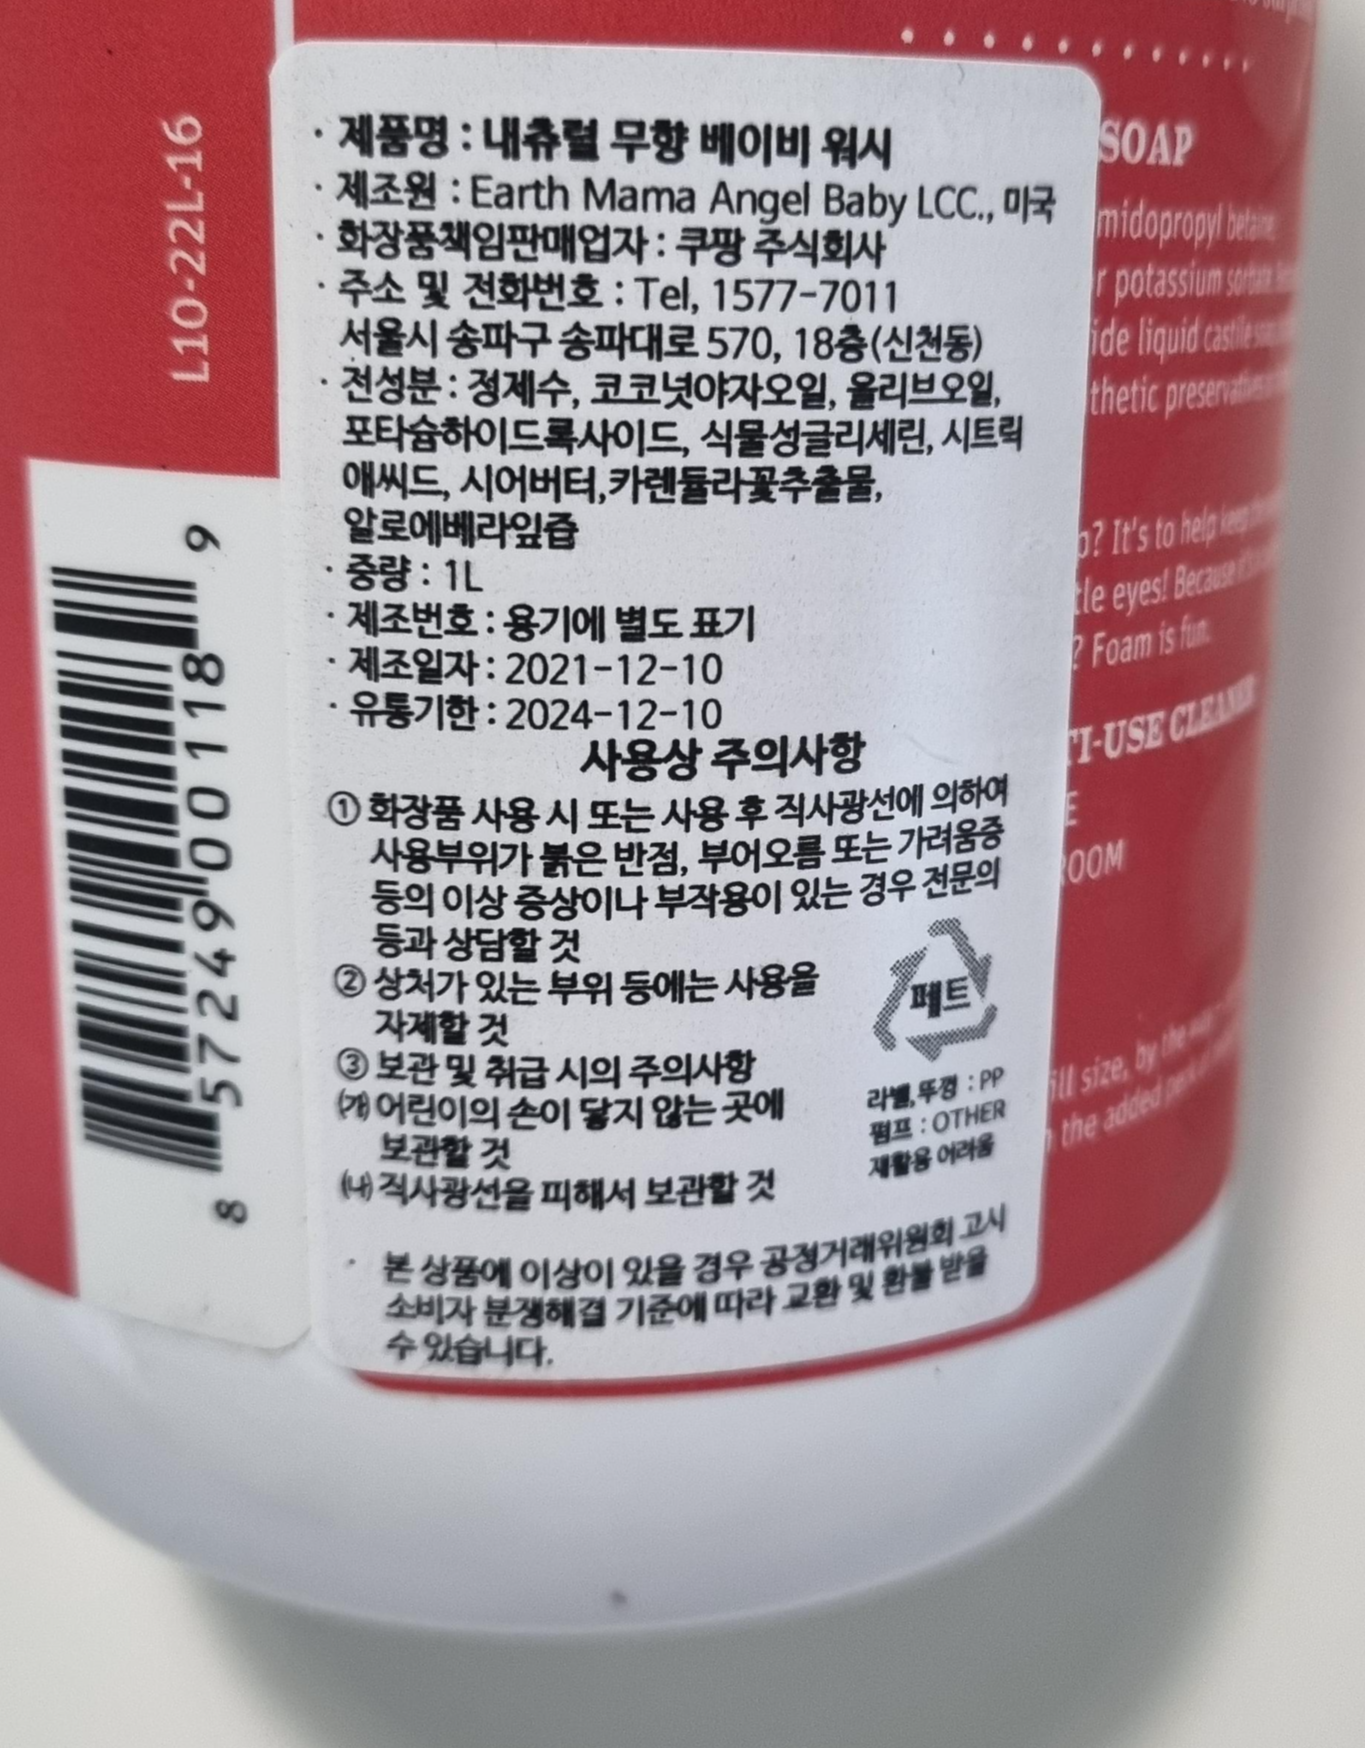 L10-22L-16
8 57249 00118 9
· 제품명 : 내츄럴 무향 베이비 워시
· 제조원 : Earth Mama Angel Baby LCC., 미국
· 화장품책임판매업자 : 쿠팡 주식회사
· 주소 및 전화번호 : Tel, 1577-7011
서울시 송파구 송파대로 570, 18층(신천동)
· 전성분 : 정제수, 코코넛야자오일, 올리브오일,
포타슘하이드록사이드, 식물성글리세린, 시트릭
애씨드, 시어버터,카렌듈라꽃추출물,
알로에베라잎즙
· 중량 : 1L
· 제조번호 : 용기에 별도 표기
· 제조일자 : 2021-12-10
· 유통기한 : 2024-12-10
사용상 주의사항
① 화장품 사용 시 또는 사용 후 직사광선에 의하여
사용부위가 붉은 반점, 부어오름 또는 가려움증
등의 이상 증상이나 부작용이 있는 경우 전문의
등과 상담할 것
② 상처가 있는 부위 등에는 사용을
자제할 것
③ 보관 및 취급 시의 주의사항
㈎ 어린이의 손이 닿지 않는 곳에
보관할 것
㈏ 직사광선을 피해서 보관할 것
페트
라벨,뚜껑 : PP
펌프 : OTHER
재활용 어려움
· 본 상품에 이상이 있을 경우 공정거래위원회 고시
소비자 분쟁해결 기준에 따라 교환 및 환불 받을
수 있습니다.
SOAP
midopropyl betaine
r potassium sorbate.
ide liquid castile
thetic preservatives
p? It's to help keep
tle eyes! Because it's
? Foam is fun.
TI-USE CLEANER
E
ROOM
ill size, by the
the added